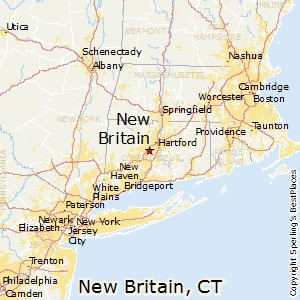 Utica
Nashua
Schenectady
Albany
MASSACHUSETTS
Cambridge
Boston
Worcester
Springfield
New
Britain
Hartford
Providence
Taunton
New
Haven
Bridgeport
White
Plains
Paterson
Newark
New York
Elizabeth
Jersey
City
Trenton
Philadelphia
Camden
New Britain, CT
Copyright © Sperling's BestPlaces